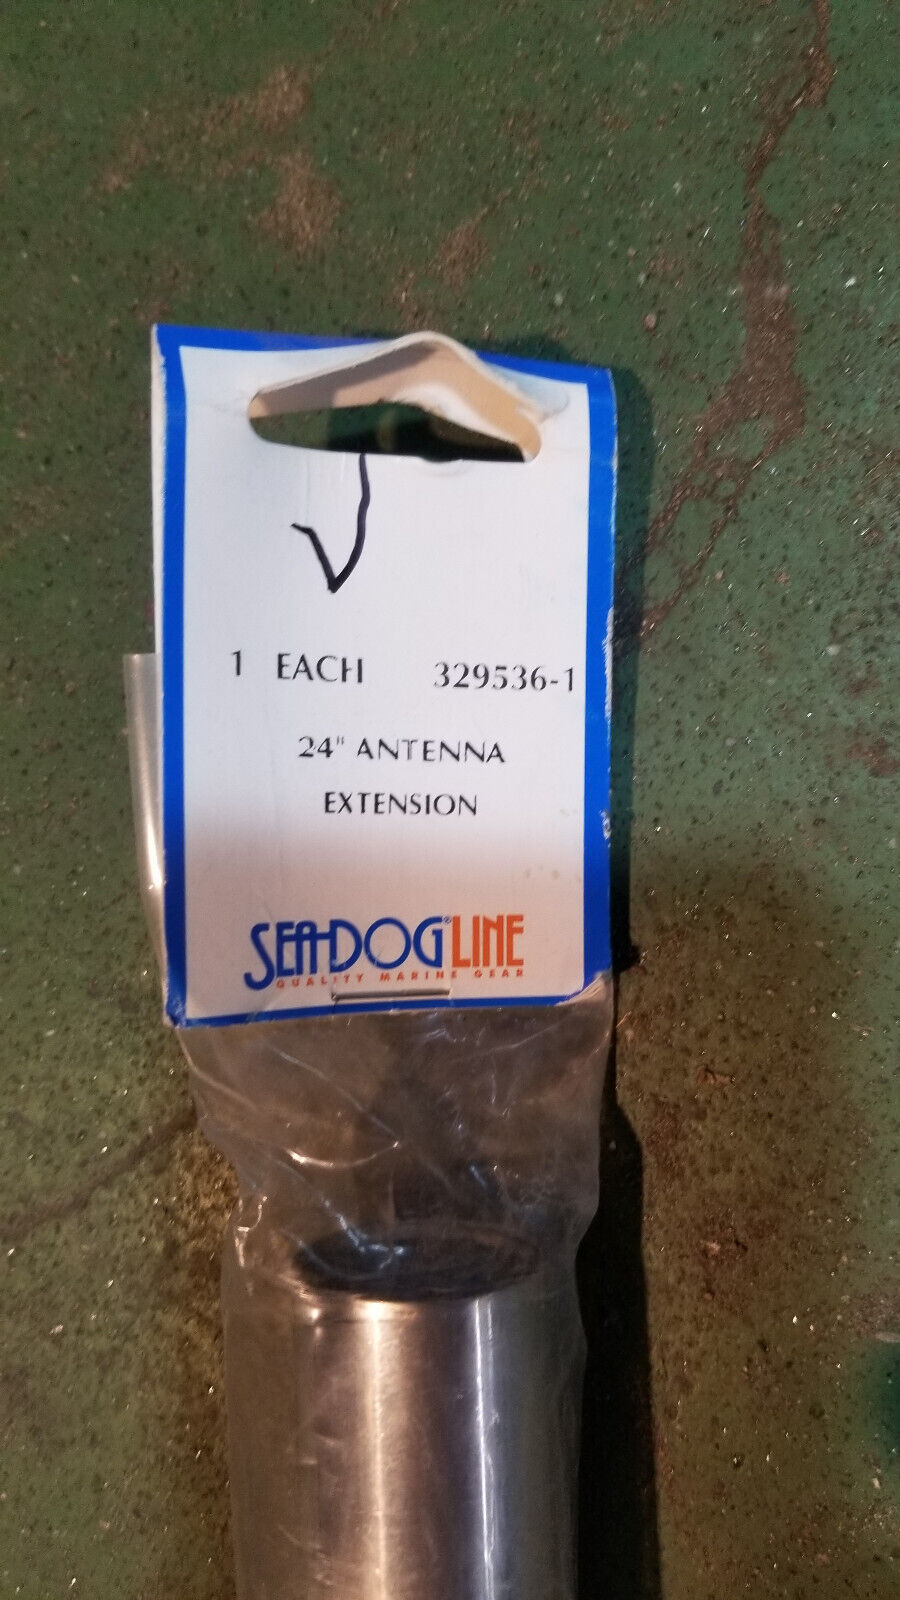 1 EACH 329536-1
24" ANTENNA
EXTENSION
SEA-DOG® LINE
QUALITY MARINE GEAR